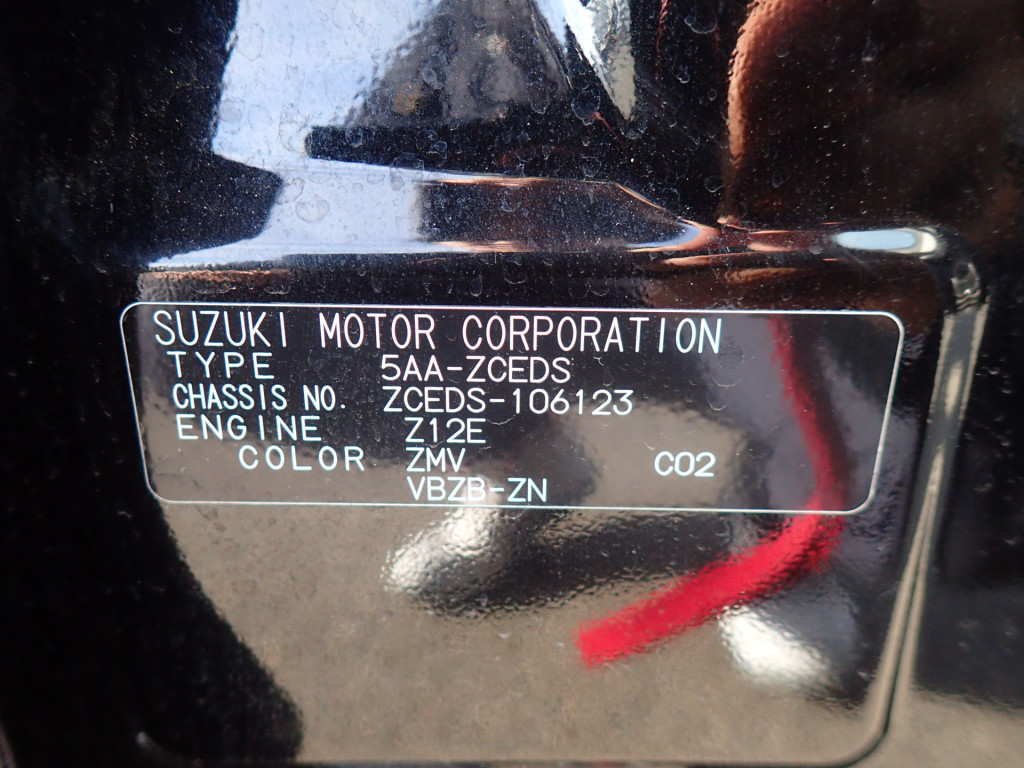 SUZUKI MOTOR CORPORATION
TYPE 5AA-ZCEDS
CHASSIS NO. ZCEDS-106123
ENGINE Z12E
COLOR ZMV C02
VBZB-ZN